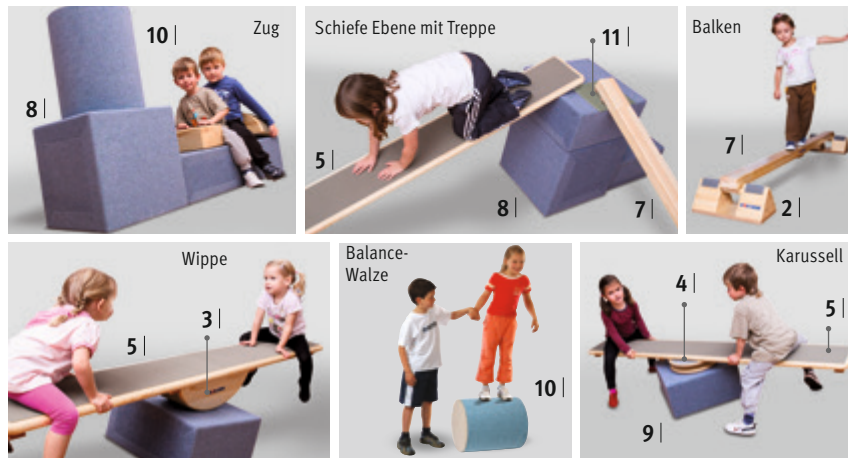 10 |
Zug
8 |
Schiefe Ebene mit Treppe
11 |
5 |
8 |
7 |
Balken
7 |
2 |
Wippe
3 |
5 |
Balance-
Walze
10 |
Karussell
4 |
5 |
9 |